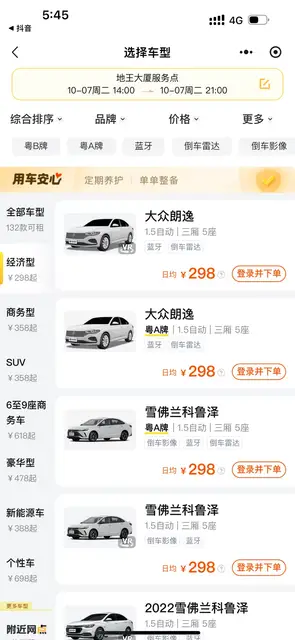 5:45
4G
抖音
选择车型
地王大厦服务点
10-07周二 14:00 10-07周二 21:00
综合排序
品牌
价格
更多
粤B牌
粤A牌
蓝牙
倒车雷达
倒车影像
用车安心
定期养护
单单整备
全部车型
132款可租
经济型
￥298起
商务型
￥358起
SUV
￥358起
6至9座商
务车
￥618起
豪华型
￥478起
新能源车
￥388起
个性车
￥698起
更多车型
附近网点
大众朗逸
1.5自动 | 三厢 5座
蓝牙 倒车雷达
VR
日均 ￥298
登录并下单
大众朗逸
粤A牌 | 1.5自动 | 三厢 5座
蓝牙 倒车雷达
日均 ￥298
登录并下单
雪佛兰科鲁泽
粤A牌 | 1.5自动 | 三厢 5座
倒车影像 蓝牙 倒车雷达
日均 ￥298
登录并下单
雪佛兰科鲁泽
1.5自动 | 三厢 5座
倒车影像 蓝牙
VR
日均 ￥298
登录并下单
2022雪佛兰科鲁泽
1.5自动 | 三厢 5座